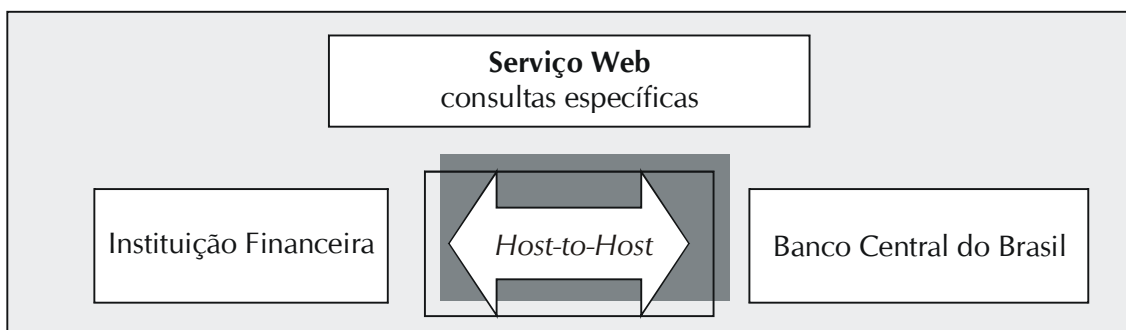 Serviço Web
consultas específicas
Instituição Financeira
Host-to-Host
Banco Central do Brasil